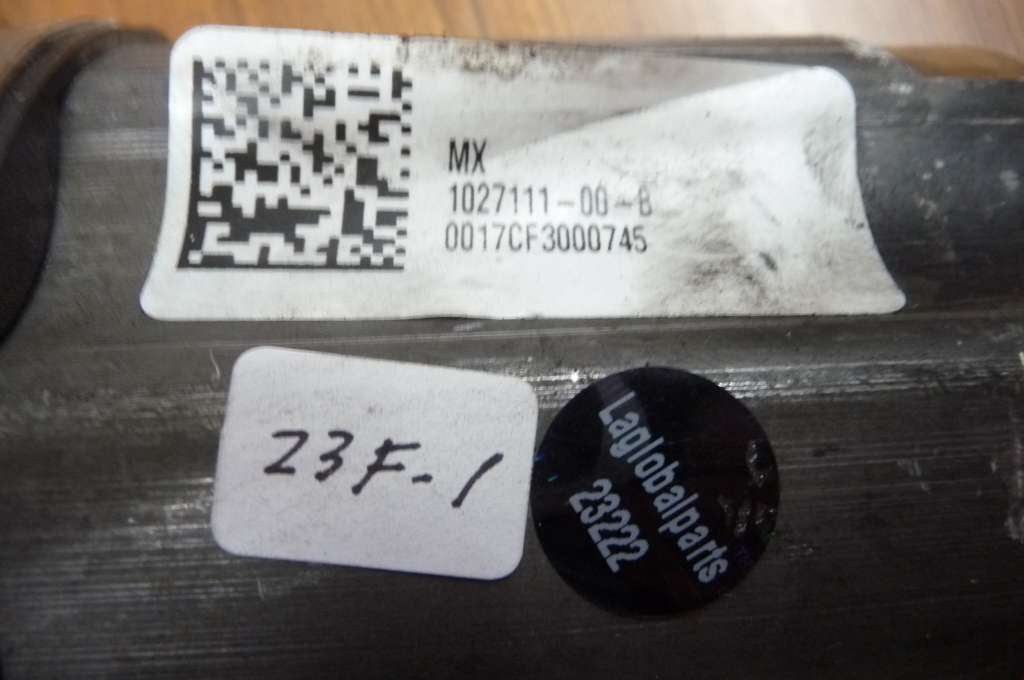 MX
1027111-00-B
0017CF3000745
23F-1
Laglobalparts
23222